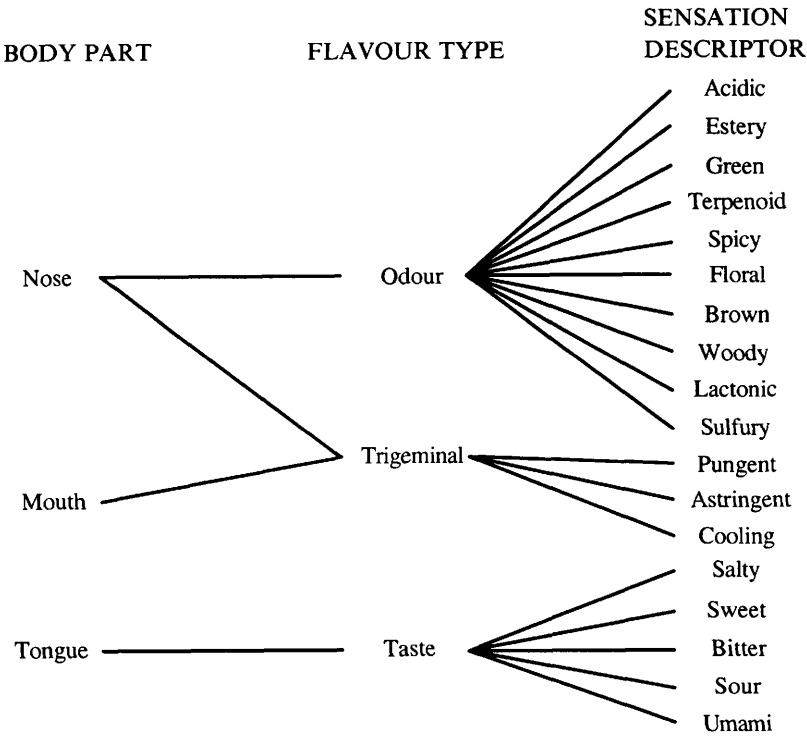 SENSATION
BODY PART FLAVOUR TYPE DESCRIPTOR
Acidic
Estery
Green
Terpenoid
Spicy
Nose Odour Floral
Brown
Woody
Lactonic
Sulfury
Trigeminal Pungent
Mouth Astringent
Cooling
Salty
Sweet
Tongue Taste Bitter
Sour
Umami